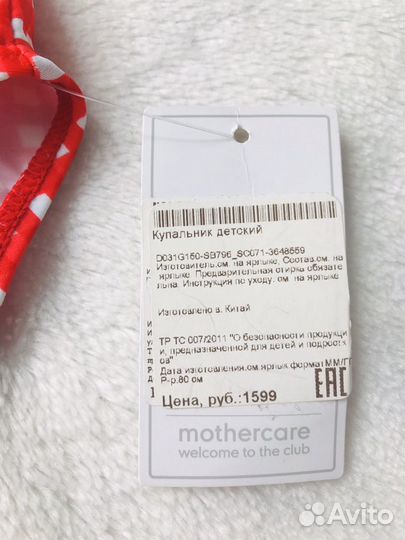 Купальник детский
D031G150-SB796_SC071-3648559
Изготовитель.см. на ярлыке. Состав.см. на
ярлыке. Предварительная стирка обязате
льна. Инструкция по уходу. см. на ярлыке
Изготовлено в. Китай
ТР ТС 007/2011 "О безопасности продукци
и, предназначенной для детей и подростк
ов"
Дата изготовления.см.ярлык.формат ММ/ГГ
Р-р.80 см
Цена, руб.:1599
EAC
mothercare
welcome to the club
Avito